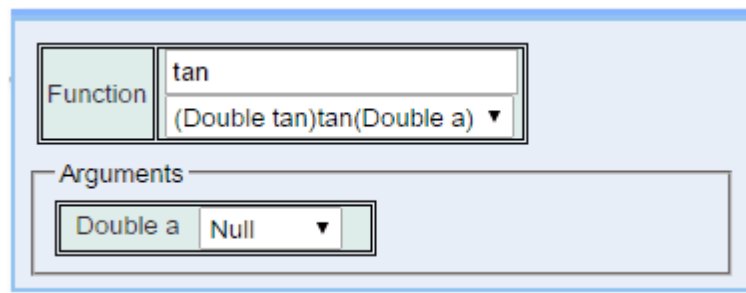 Function
tan
(Double tan)tan(Double a)
Arguments
Double a Null